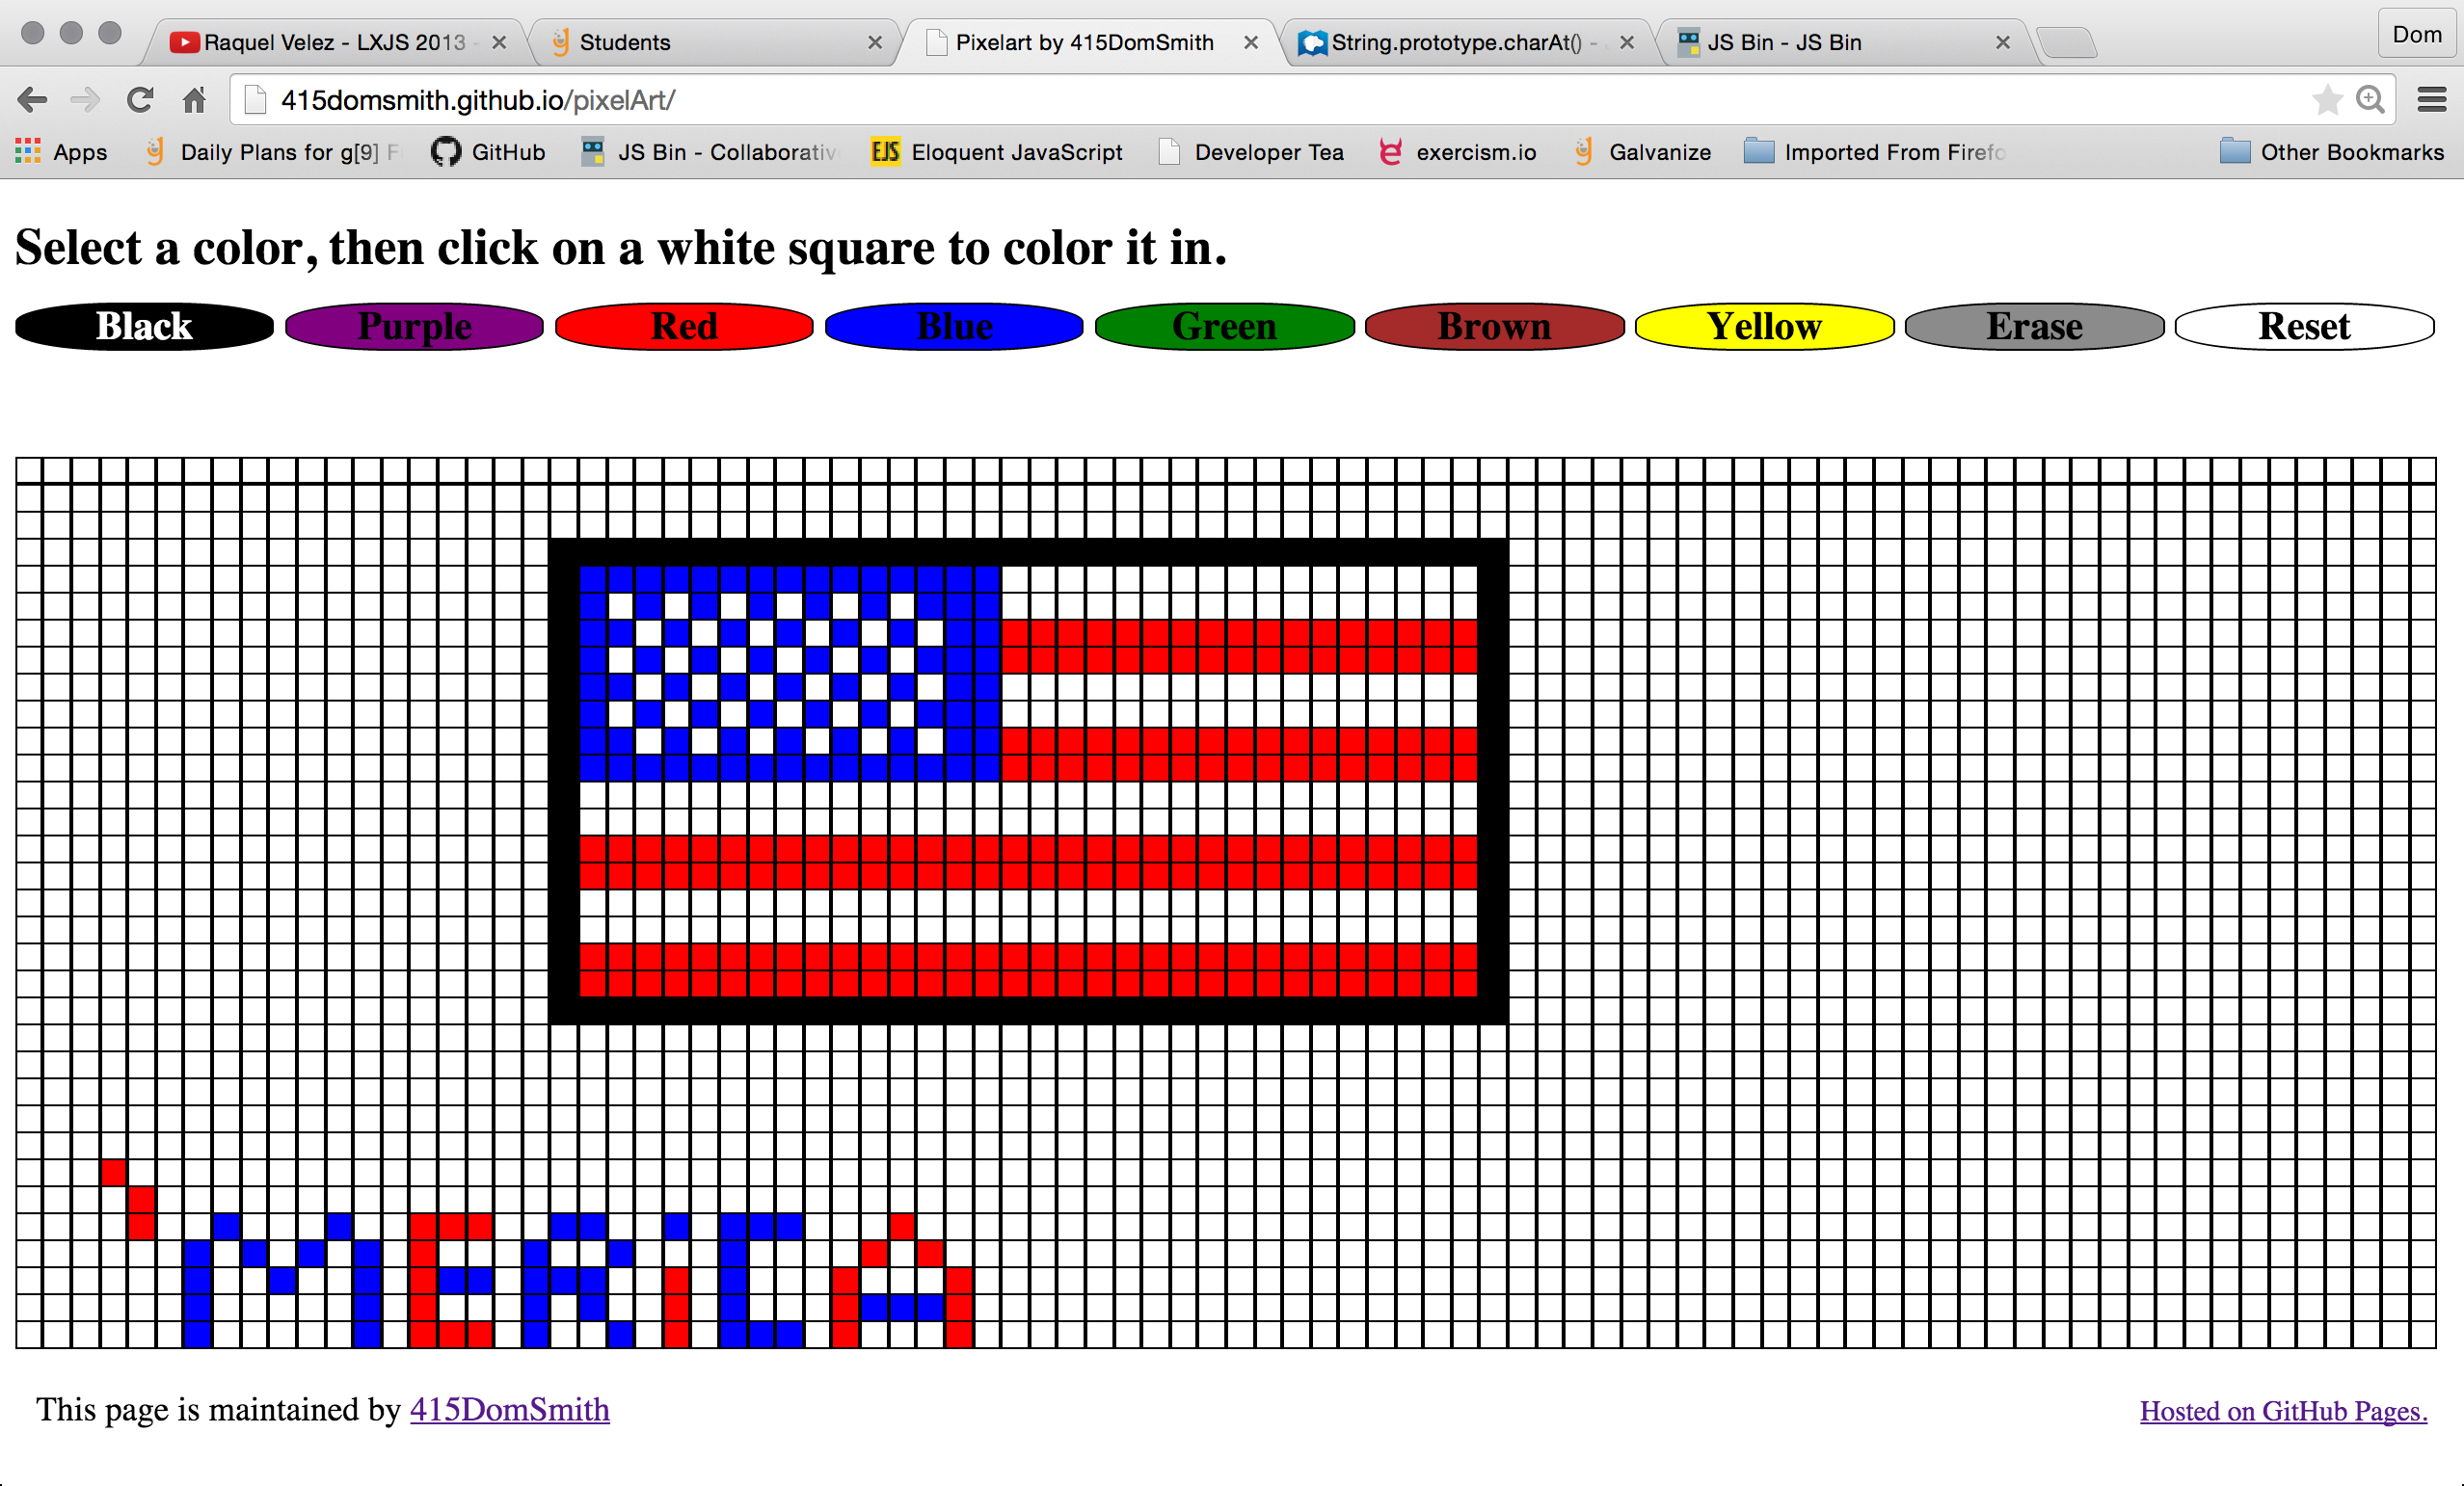 Raquel Velez - LXJS 2013 -
Students
Pixelart by 415DomSmith
String.prototype.charAt() -
JS Bin - JS Bin
Dom
415domsmith.github.io/pixelArt/
Apps
Daily Plans for g[9] F
GitHub
JS Bin - Collaborativ
EJS Eloquent JavaScript
Developer Tea
exercism.io
Galvanize
Imported From Firefo
Other Bookmarks
Select a color, then click on a white square to color it in.
Black Purple Red Blue Green Brown Yellow Erase Reset
'MERICA
This page is maintained by 415DomSmith
Hosted on GitHub Pages.